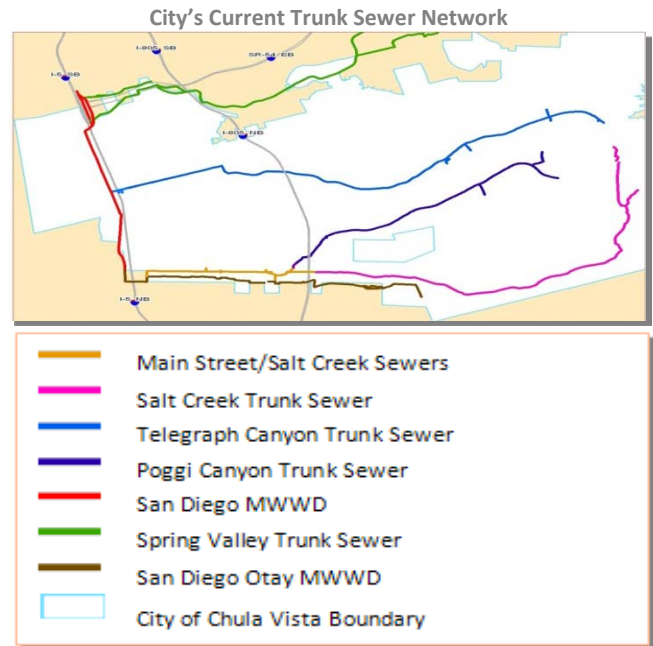 City's Current Trunk Sewer Network
I-805 SB
SR-54/EB
I-5 SB
I-805 NB
I-5 NB
Main Street/Salt Creek Sewers
Salt Creek Trunk Sewer
Telegraph Canyon Trunk Sewer
Poggi Canyon Trunk Sewer
San Diego MWWD
Spring Valley Trunk Sewer
San Diego Otay MWWD
City of Chula Vista Boundary